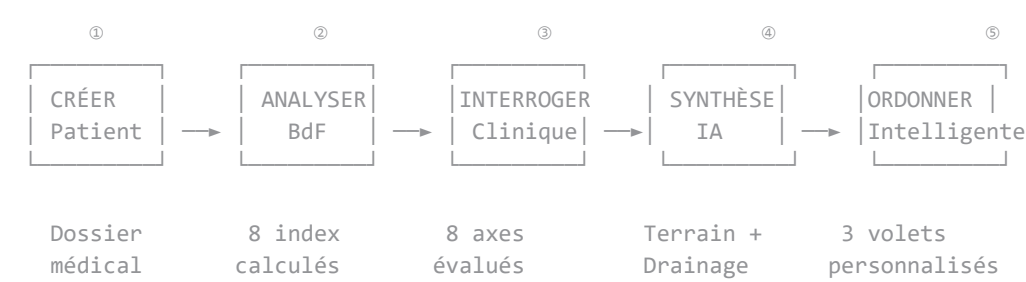 ① ② ③ ④ ⑤
CRÉER ANALYSER INTERROGER SYNTHÈSE ORDONNER
Patient BdF Clinique IA Intelligente
Dossier 8 index 8 axes Terrain + 3 volets
médical calculés évalués Drainage personnalisés